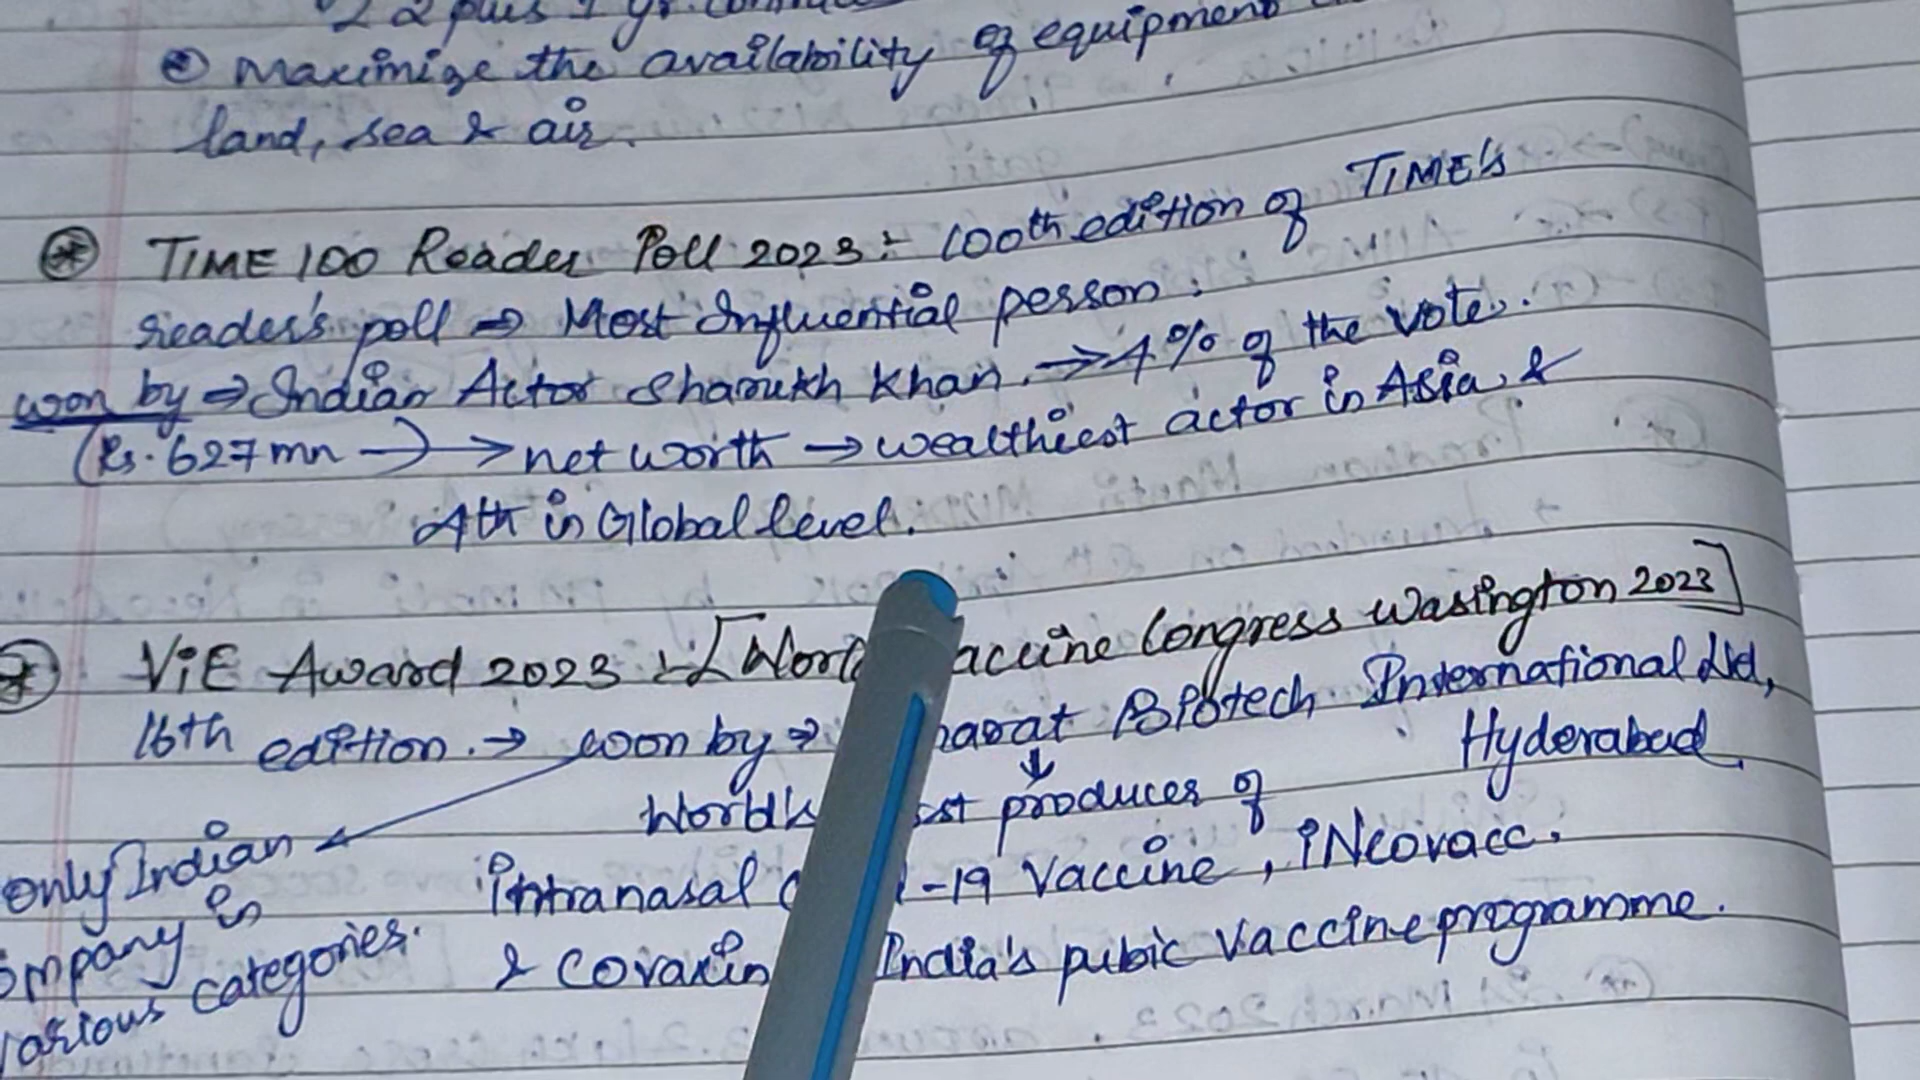 2 2 plus 1 yr.
maximize the availability of equipment
land, sea & air.
TIME 100 Reader Poll 2023:- 100th edition of TIME's
reader's poll ⇒ Most Influential person.
won by ⇒ Indian Actor Sharukh Khan. → 4% of the vote.
(Rs. 627 mn →) → net worth → wealthiest actor in Asia, &
4th in Global level.
ViE Award 2023 :- [World accine Congress Wasington 2023]
16th edition. → won by ⇒ harat Biotech International Ltd,
Hyderabad
World's st producer of
only Indian
intranasal -19 Vaccine, iNcovacc.
ompany in
& Covaxin India's pubic vaccine programme.
various categories.